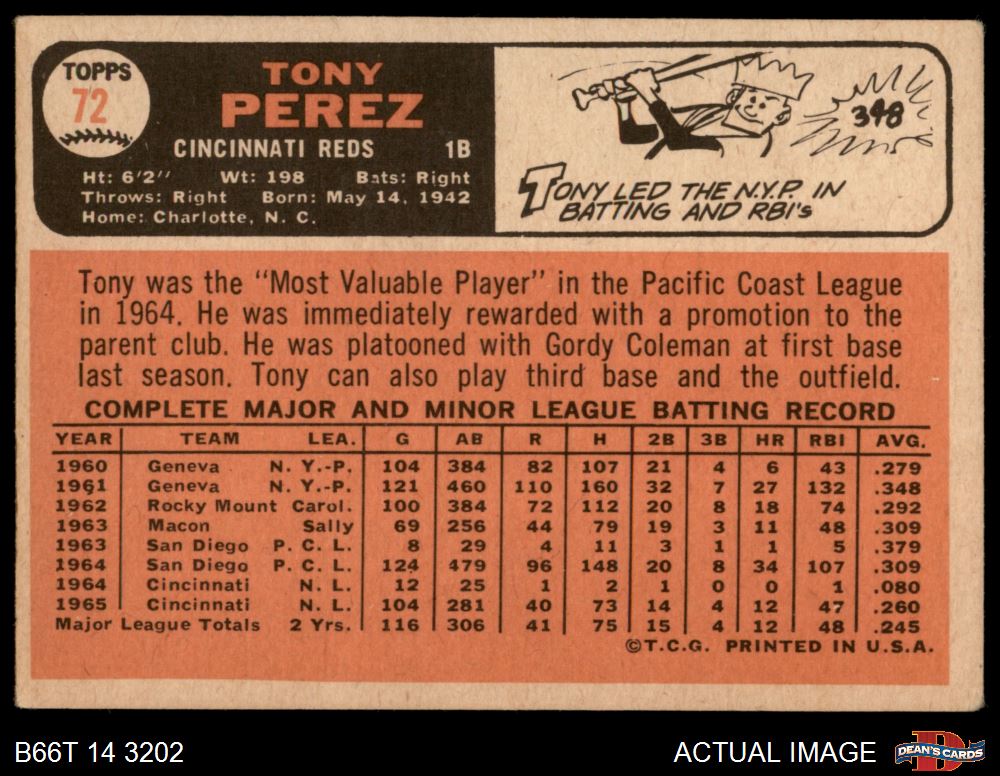 TOPPS
72
TONY
PEREZ
CINCINNATI REDS 1B
Ht: 6'2" Wt: 198 Bats: Right
Throws: Right Born: May 14, 1942
Home: Charlotte, N. C.
348
TONY LED THE N.Y.P. IN
BATTING AND RBI's
Tony was the "Most Valuable Player" in the Pacific Coast League
in 1964. He was immediately rewarded with a promotion to the
parent club. He was platooned with Gordy Coleman at first base
last season. Tony can also play third base and the outfield.
COMPLETE MAJOR AND MINOR LEAGUE BATTING RECORD
YEAR TEAM LEA. G AB R H 2B 3B HR RBI AVG.
1960 Geneva N. Y.-P. 104 384 82 107 21 4 6 43 .279
1961 Geneva N. Y.-P. 121 460 110 160 32 7 27 132 .348
1962 Rocky Mount Carol. 100 384 72 112 20 8 18 74 .292
1963 Macon Sally 69 256 44 79 19 3 11 48 .309
1963 San Diego P. C. L. 8 29 4 11 3 1 1 5 .379
1964 San Diego P. C. L. 124 479 96 148 20 8 34 107 .309
1964 Cincinnati N. L. 12 25 1 2 1 0 0 1 .080
1965 Cincinnati N. L. 104 281 40 73 14 4 12 47 .260
Major League Totals 2 Yrs. 116 306 41 75 15 4 12 48 .245
©T.C.G. PRINTED IN U.S.A.
B66T 14 3202 ACTUAL IMAGE DEAN'S CARDS